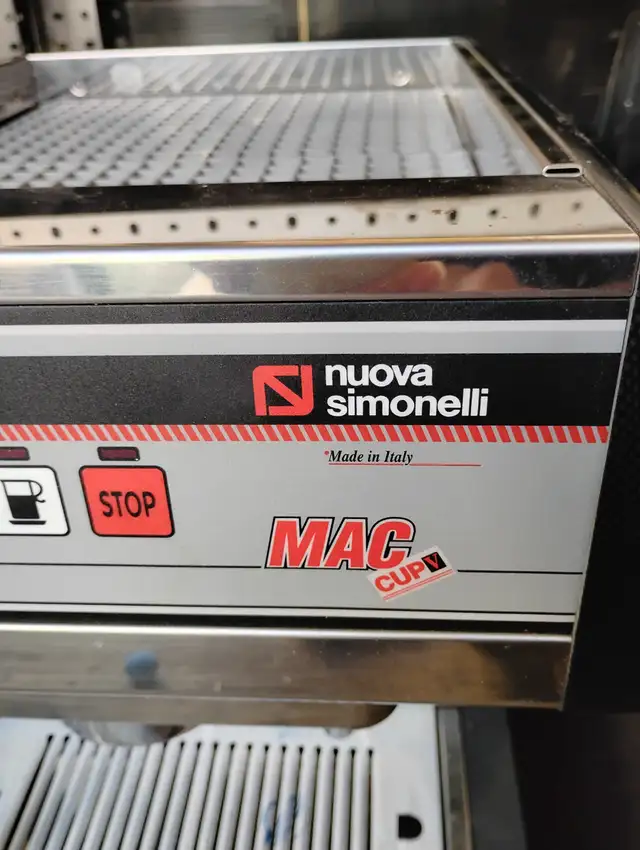 nuova
simonelli
*Made in Italy
STOP
MAC
CUP V